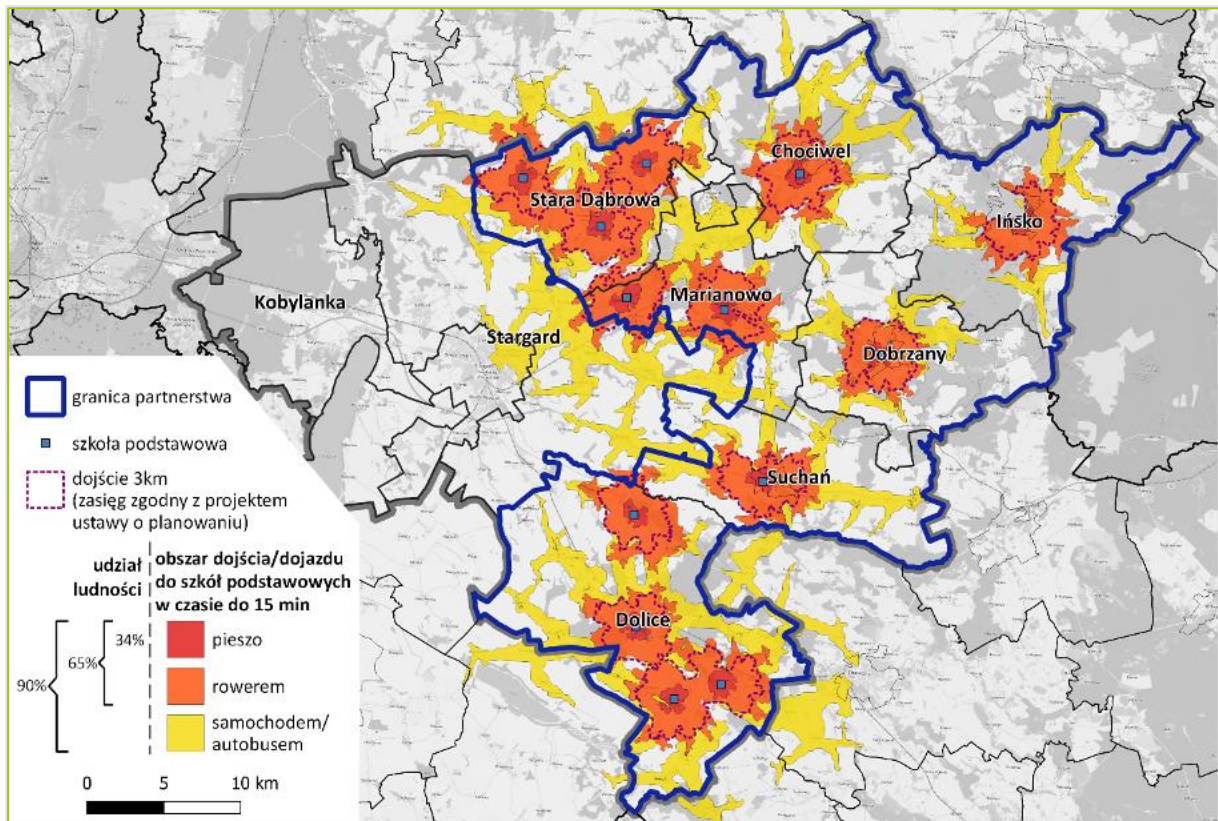 Chociwel
Stara Dąbrowa
Ińsko
Kobylanka
Marianowo
Stargard
Dobrzany
Suchań
Dolice
granica partnerstwa
szkoła podstawowa
dojście 3km
(zasięg zgodny z projektem
ustawy o planowaniu)
udział
ludności
obszar dojścia/dojazdu
do szkół podstawowych
w czasie do 15 min
34%
65%
90%
pieszo
rowerem
samochodem/
autobusem
0 5 10 km